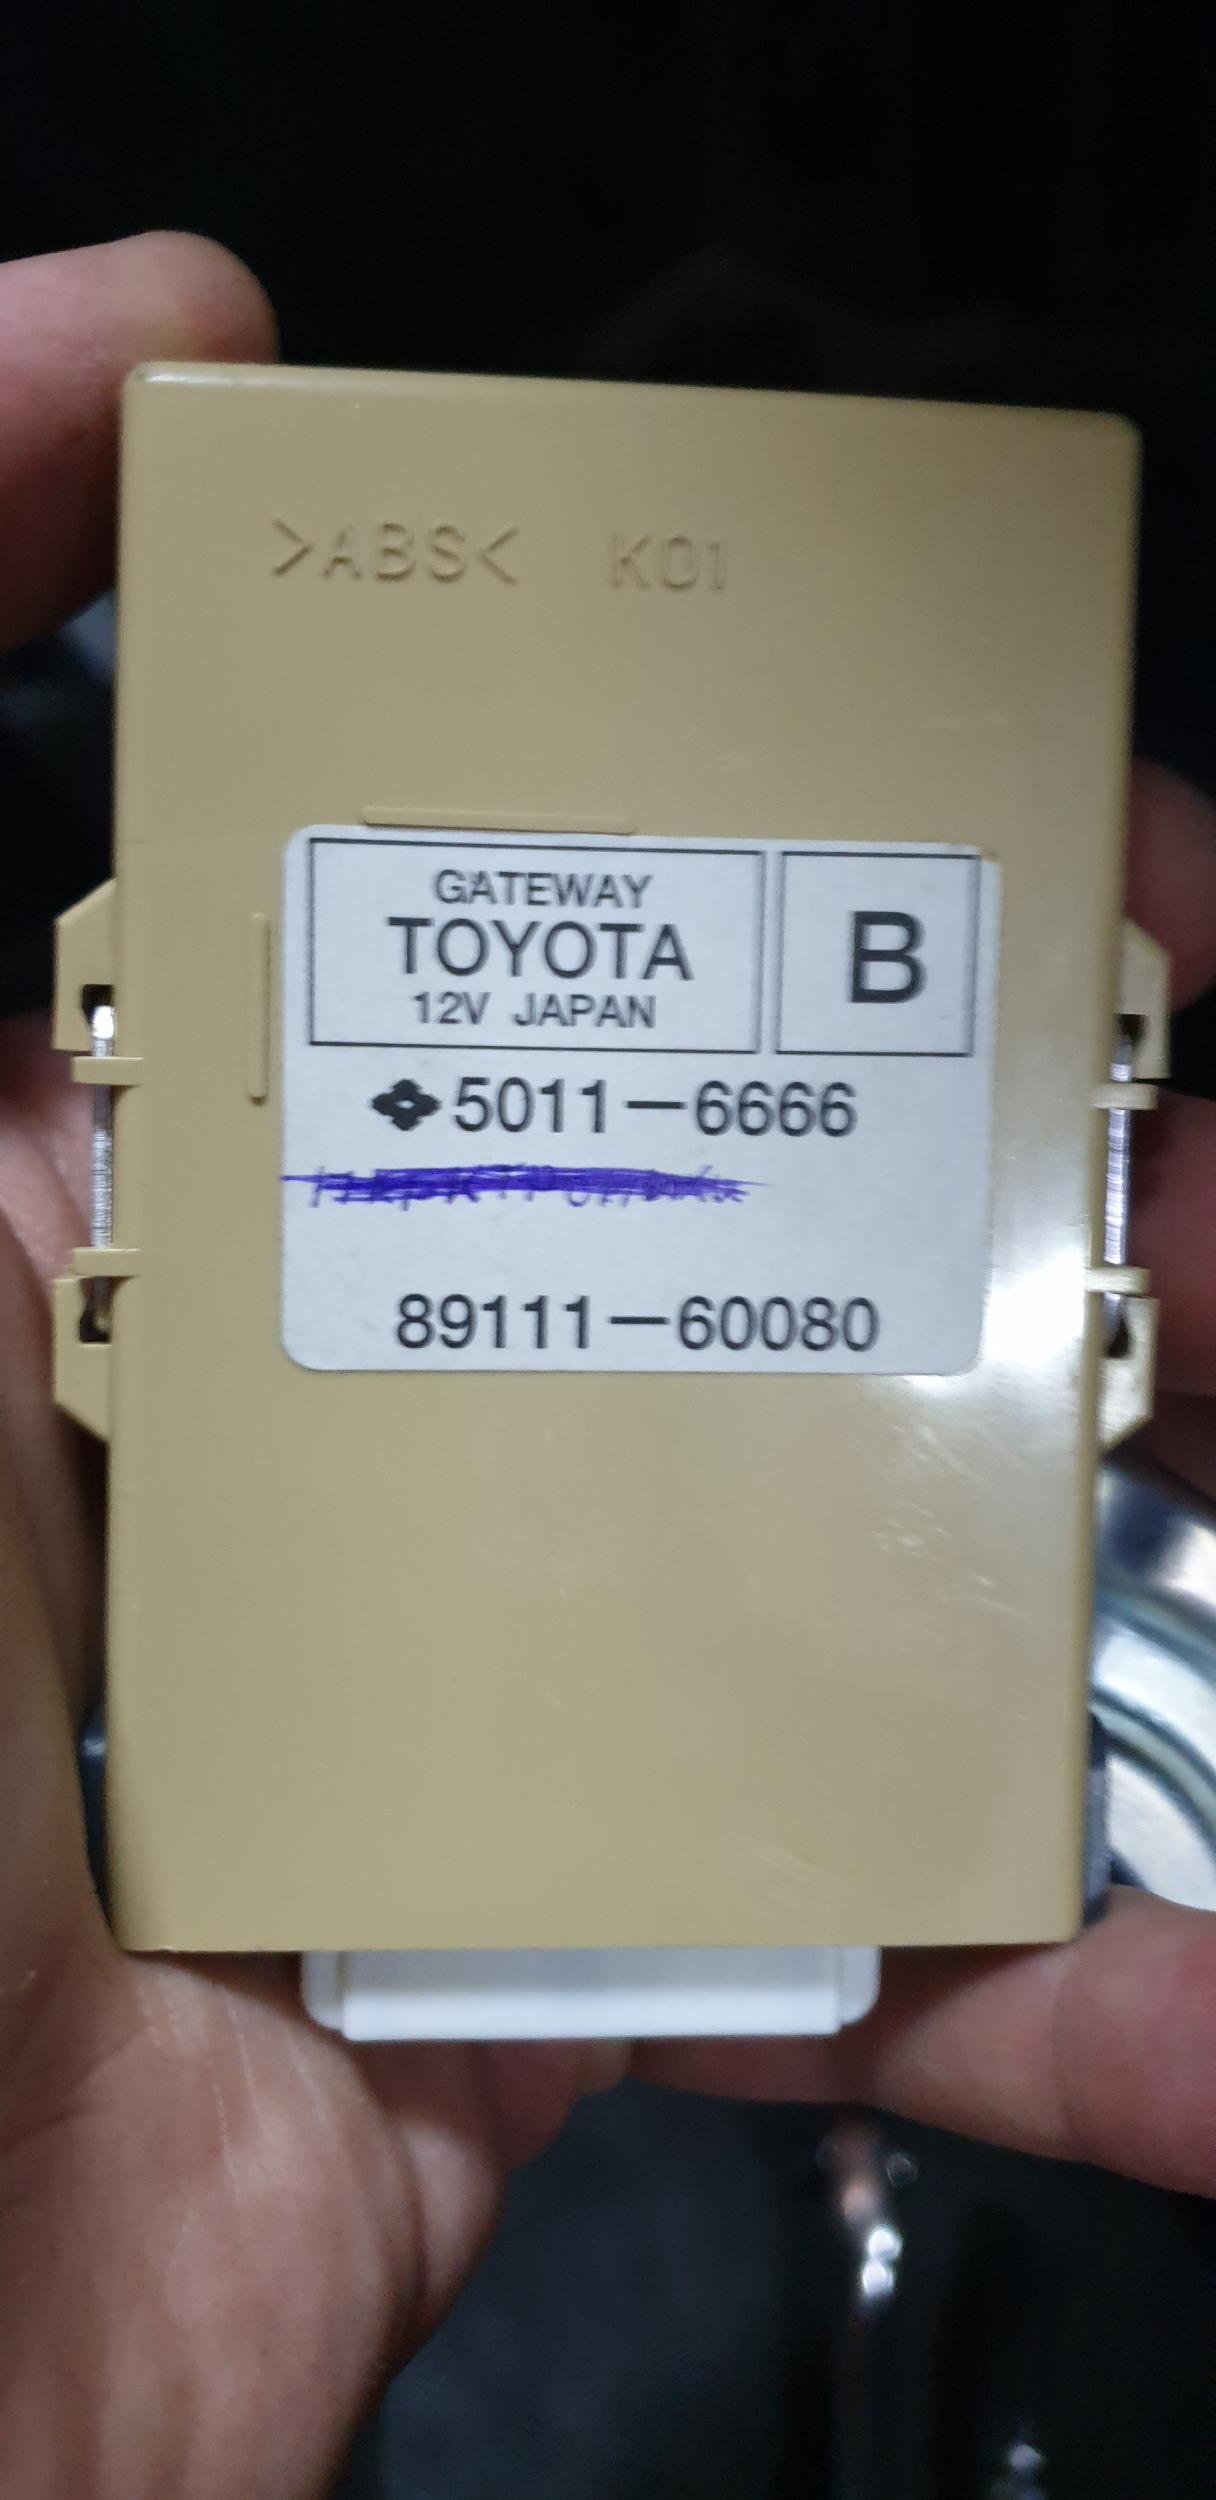 >ABS< K01
GATEWAY
TOYOTA
12V JAPAN
B
5011-6666
89111-60080